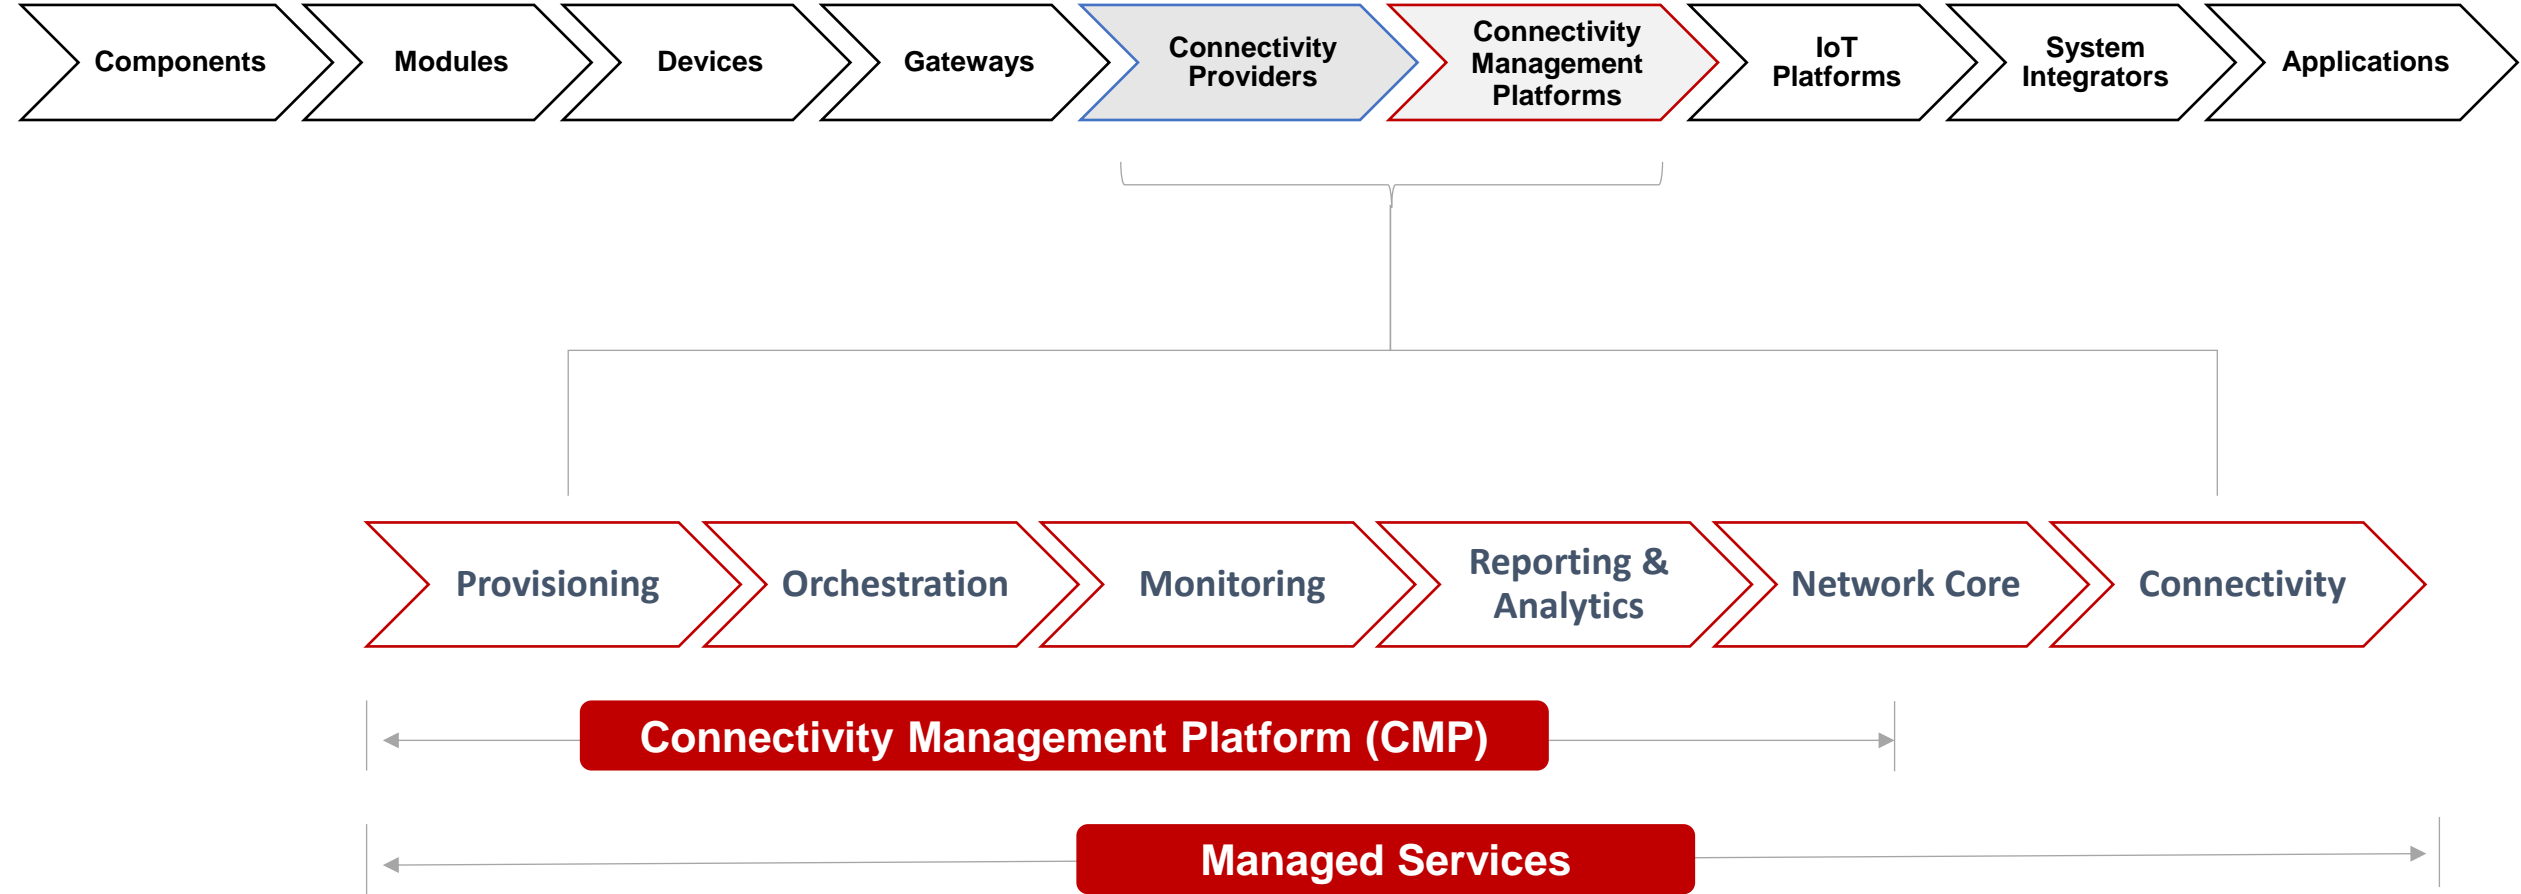 Components
Modules
Devices
Gateways
Connectivity
Providers
Connectivity
Management
Platforms
IoT
Platforms
System
Integrators
Applications
Provisioning
Orchestration
Monitoring
Reporting &
Analytics
Network Core
Connectivity
Connectivity Management Platform (CMP)
Managed Services